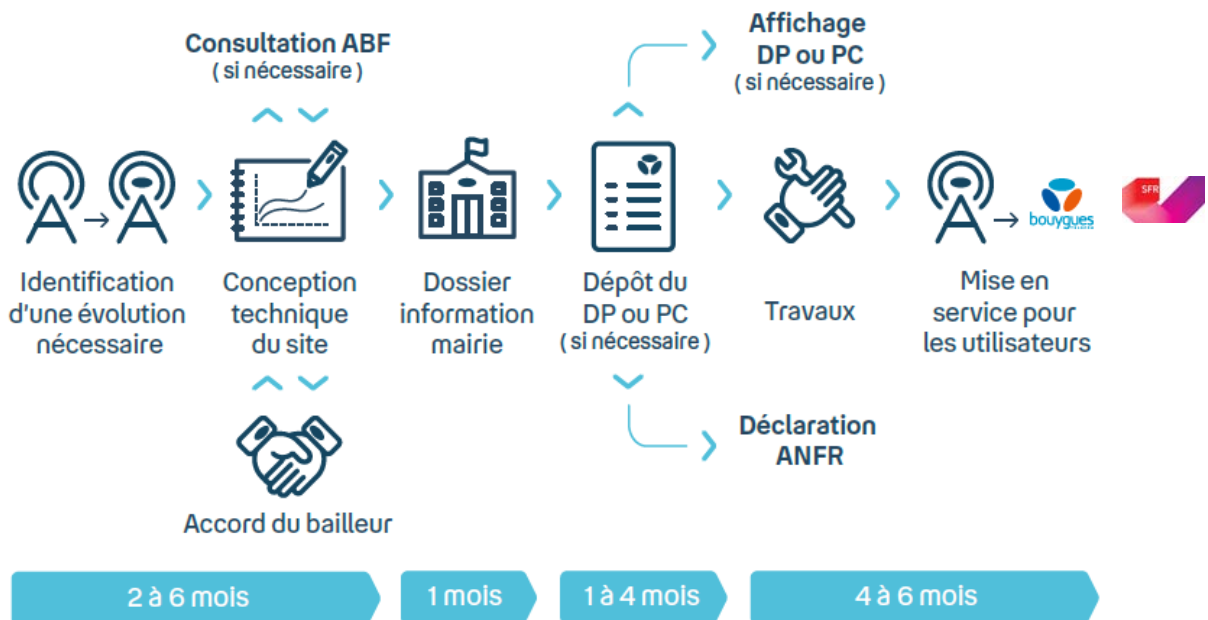 Consultation ABF
( si nécessaire )
Affichage
DP ou PC
( si nécessaire )
Identification
d'une évolution
nécessaire
Conception
technique
du site
Dossier
information
mairie
Dépôt du
DP ou PC
( si nécessaire )
Travaux
Mise en
service pour
les utilisateurs
bouygues
SFR
Accord du bailleur
Déclaration
ANFR
2 à 6 mois
1 mois
1 à 4 mois
4 à 6 mois